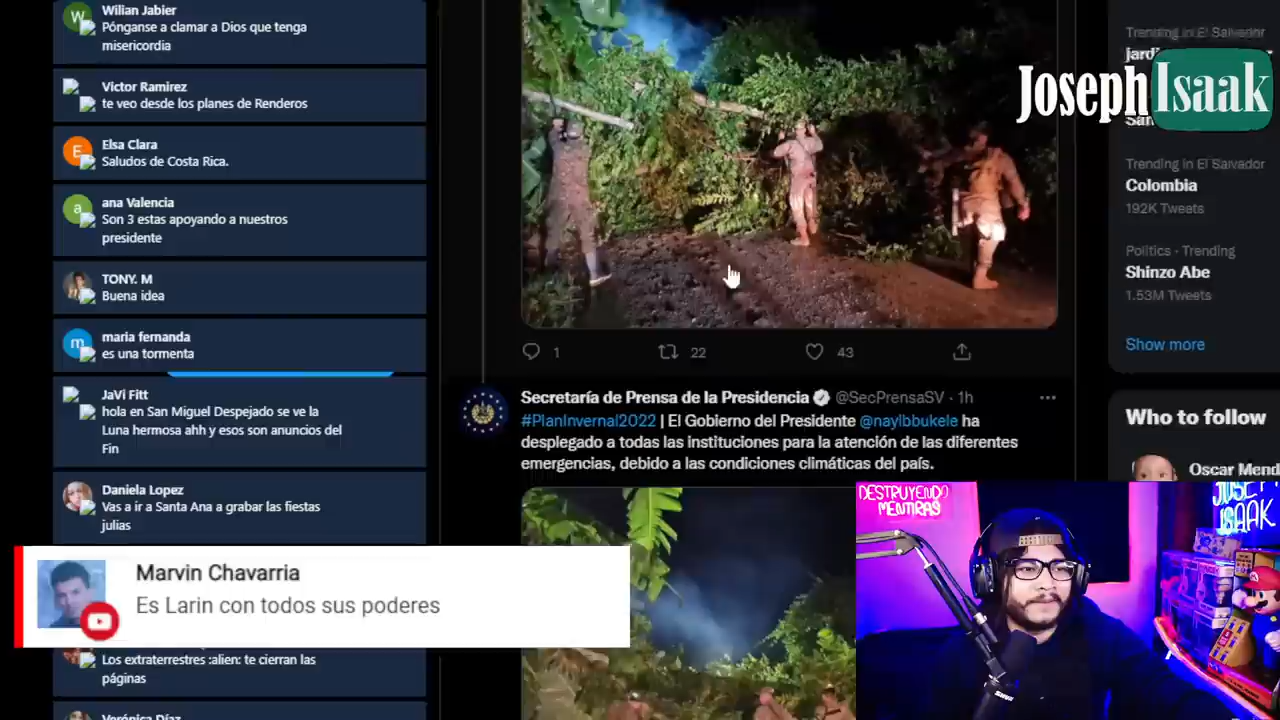 Wilian Jabier
Pónganse a clamar a Dios que tenga
misericordia
Victor Ramirez
te veo desde los planes de Renderos
Elsa Clara
Saludos de Costa Rica.
ana Valencia
Son 3 estas apoyando a nuestros
presidente
TONY. M
Buena idea
maria fernanda
es una tormenta
JaVi Fitt
hola en San Miguel Despejado se ve la
Luna hermosa ahh y esos son anuncios del
Fin
Daniela Lopez
Vas a ir a Santa Ana a grabar las fiestas
julias
Marvin Chavarria
Es Larin con todos sus poderes
Los extraterrestres :alien: te cierran las
páginas
Verónica Díaz
1
22
43
Secretaría de Prensa de la Presidencia @SecPrensaSV · 1h
#PlanInvernal2022 | El Gobierno del Presidente @nayibbukele ha
desplegado a todas las instituciones para la atención de las diferentes
emergencias, debido a las condiciones climáticas del país.
Trending in El Salvador
JosephIsaak
Trending in El Salvador
Colombia
192K Tweets
Politics · Trending
Shinzo Abe
1.53M Tweets
Show more
Who to follow
Oscar Mend
DESTRUYENDO
MENTIRAS
JOSEPH
ISAAK